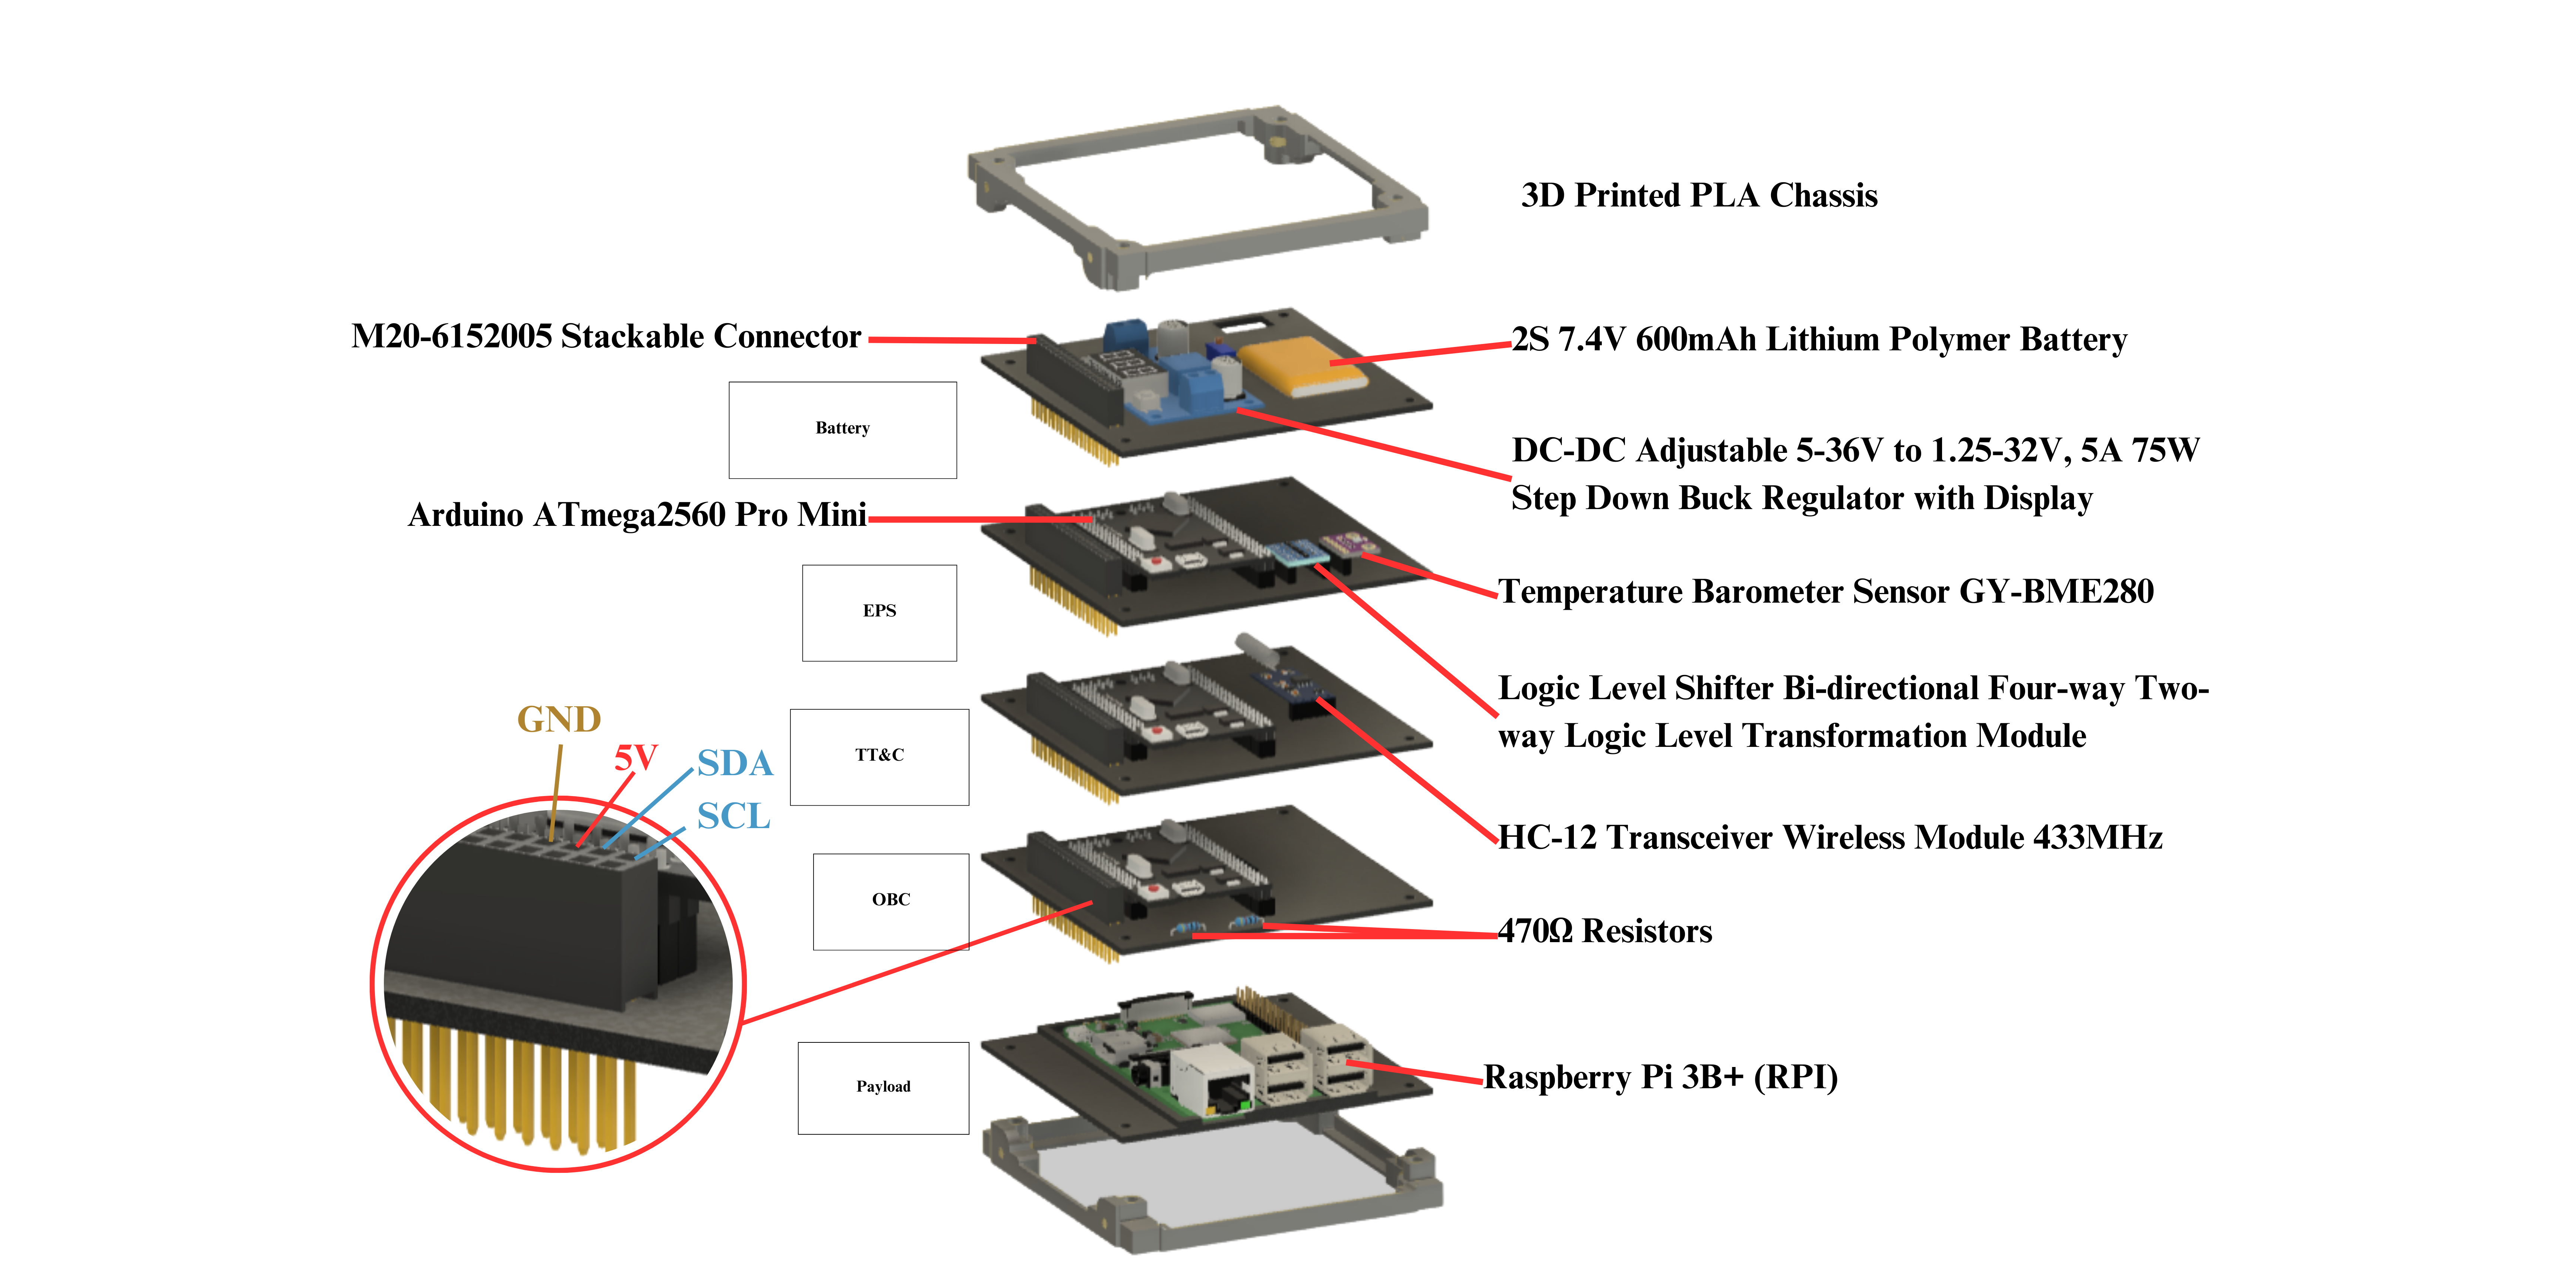 3D Printed PLA Chassis
M20-6152005 Stackable Connector
2S 7.4V 600mAh Lithium Polymer Battery
Battery
DC-DC Adjustable 5-36V to 1.25-32V, 5A 75W
Step Down Buck Regulator with Display
Arduino ATmega2560 Pro Mini
Temperature Barometer Sensor GY-BME280
EPS
Logic Level Shifter Bi-directional Four-way Two-
way Logic Level Transformation Module
GND
5V
SDA
SCL
TT&C
HC-12 Transceiver Wireless Module 433MHz
OBC
470Ω Resistors
Raspberry Pi 3B+ (RPI)
Payload